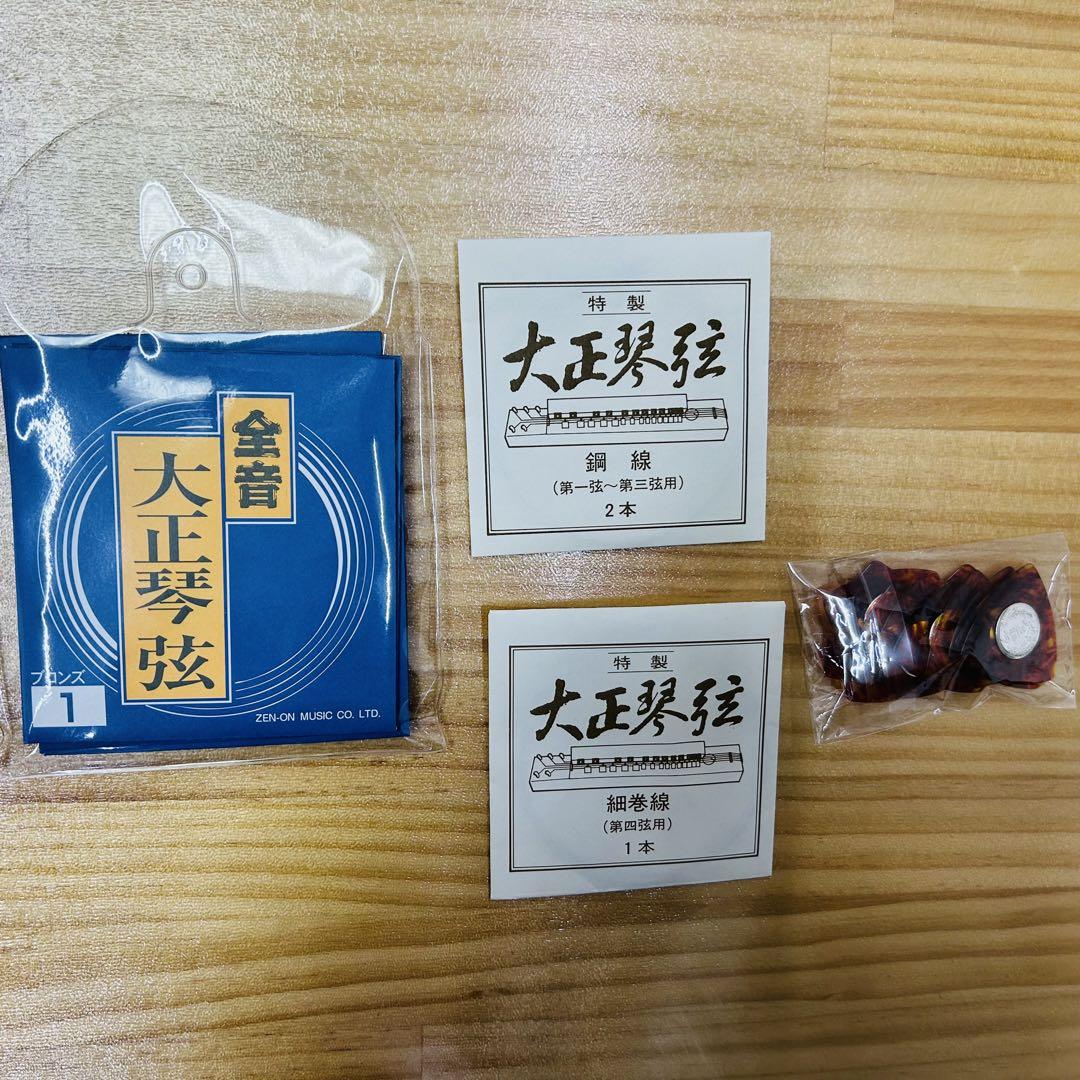 全音
大正琴弦
ブロンズ
1
ZEN-ON MUSIC CO. LTD.
特製
大正琴弦
鋼線
(第一弦～第三弦用)
2本
特製
大正琴弦
細巻線
(第四弦用)
1本